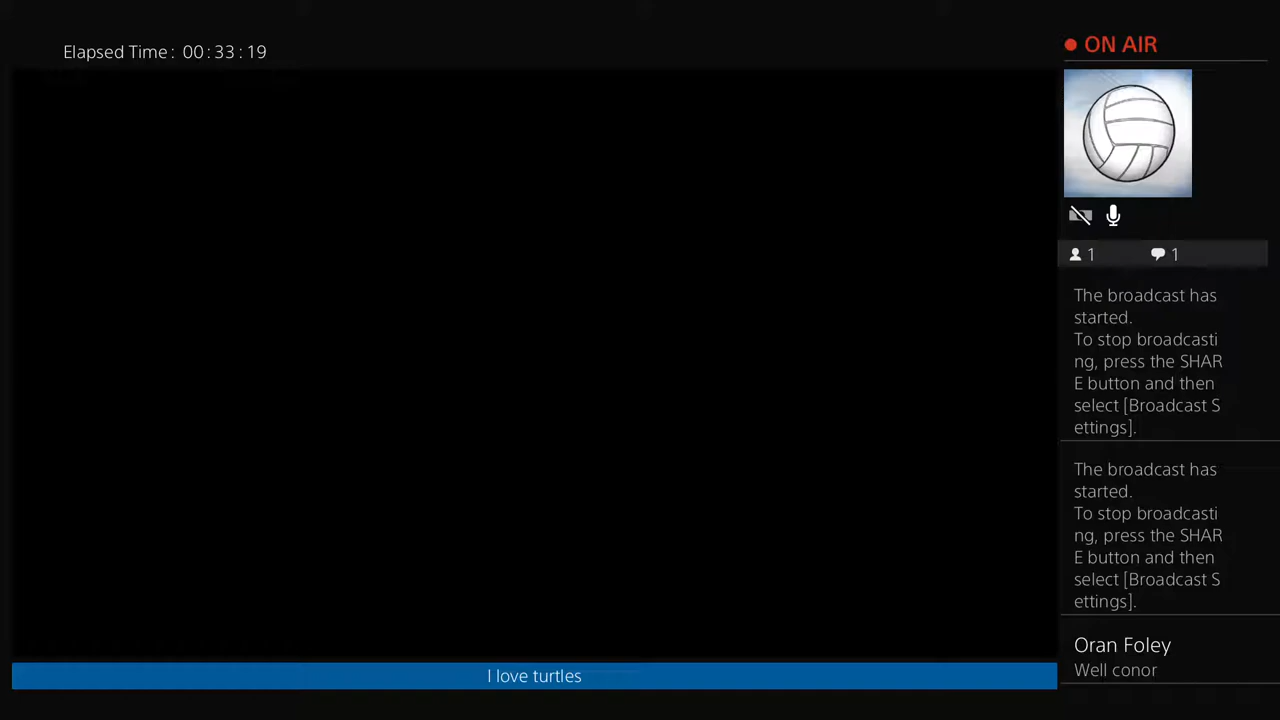 Elapsed Time: 00:33:19
ON AIR
1 1
The broadcast has
started.
To stop broadcasti
ng, press the SHAR
E button and then
select [Broadcast S
ettings].
The broadcast has
started.
To stop broadcasti
ng, press the SHAR
E button and then
select [Broadcast S
ettings].
Oran Foley
Well conor
I love turtles